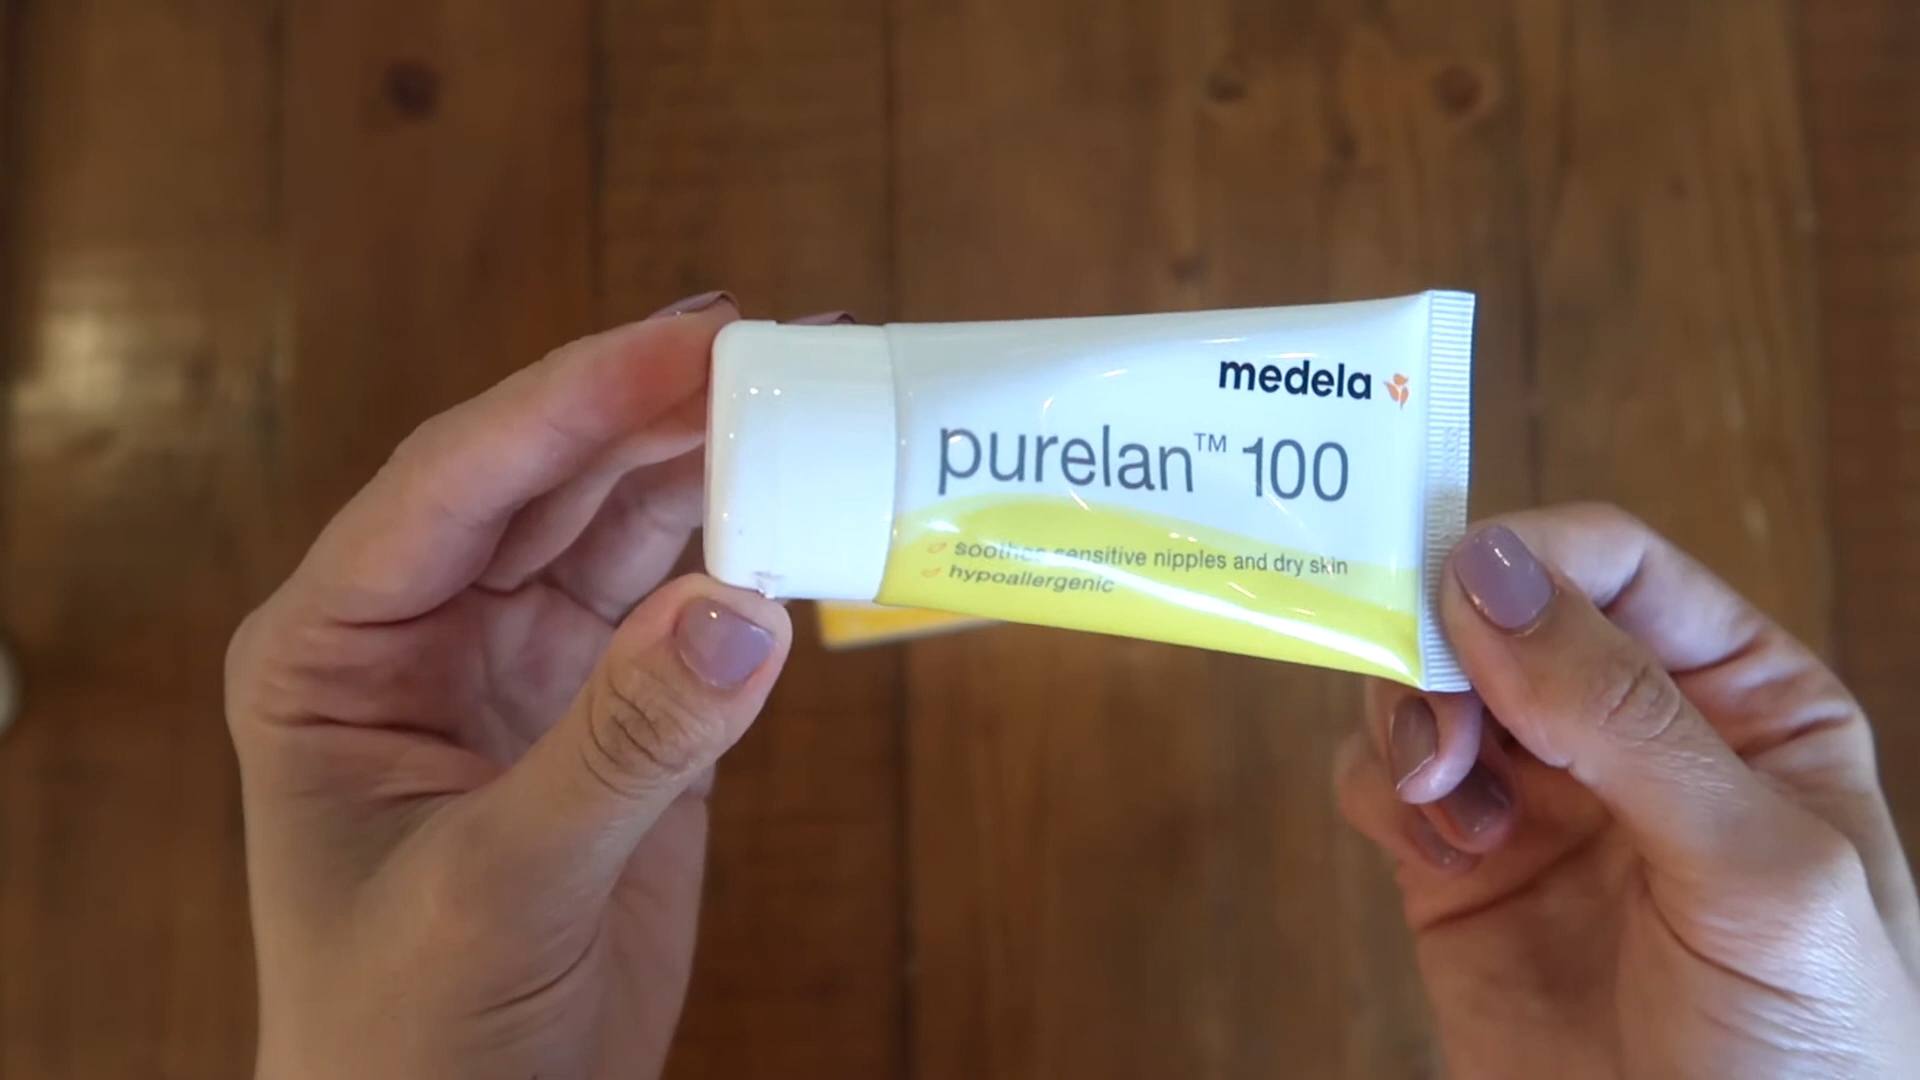 medela
purelan™ 100
soothes sensitive nipples and dry skin
hypoallergenic